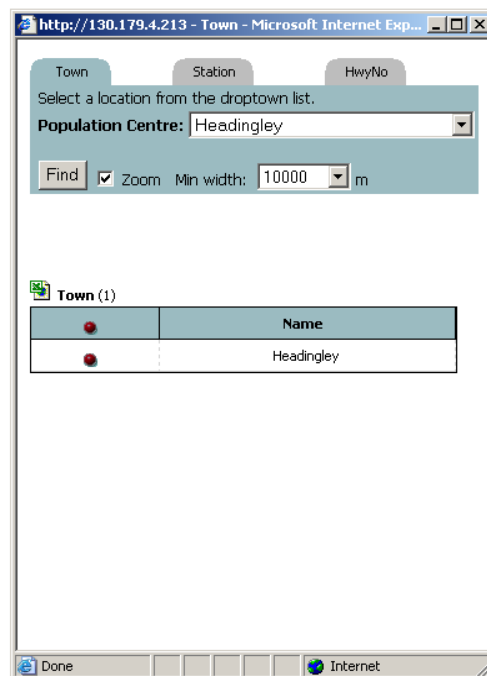 http://130.179.4.213 - Town - Microsoft Internet Exp...
Town Station HwyNo
Select a location from the droptown list.
Population Centre: Headingley
Find Zoom Min width: 10000 m
Town (1)
Name
Headingley
Done Internet